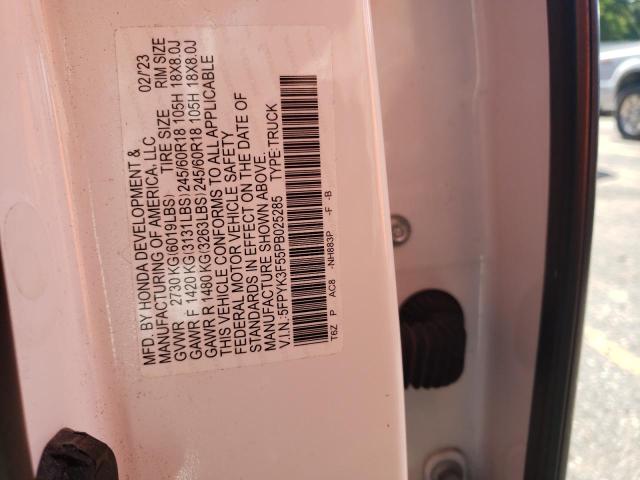 MFD. BY HONDA DEVELOPMENT & 02/'23
MANUFACTURING OF AMERICA, LLC
GVWR 2730 KG(6019LBS) TIRE SIZE RIM SIZE
GAWR F 1420 KG(3131LBS)245/60R18 105H 18X8.0J
GAWR R 1480 KG(3263LBS)245/60R18 105H 18X8.0J
THIS VEHICLE CONFORMS TO ALL APPLICABLE
FEDERAL MOTOR VEHICLE SAFETY
STANDARDS IN EFFECT ON THE DATE OF
MANUFACTURE SHOWN ABOVE.
V.I.N.:5FPYK3F55PB025285 TYPE:TRUCK
T6Z P AC8 -NH883P -F -B